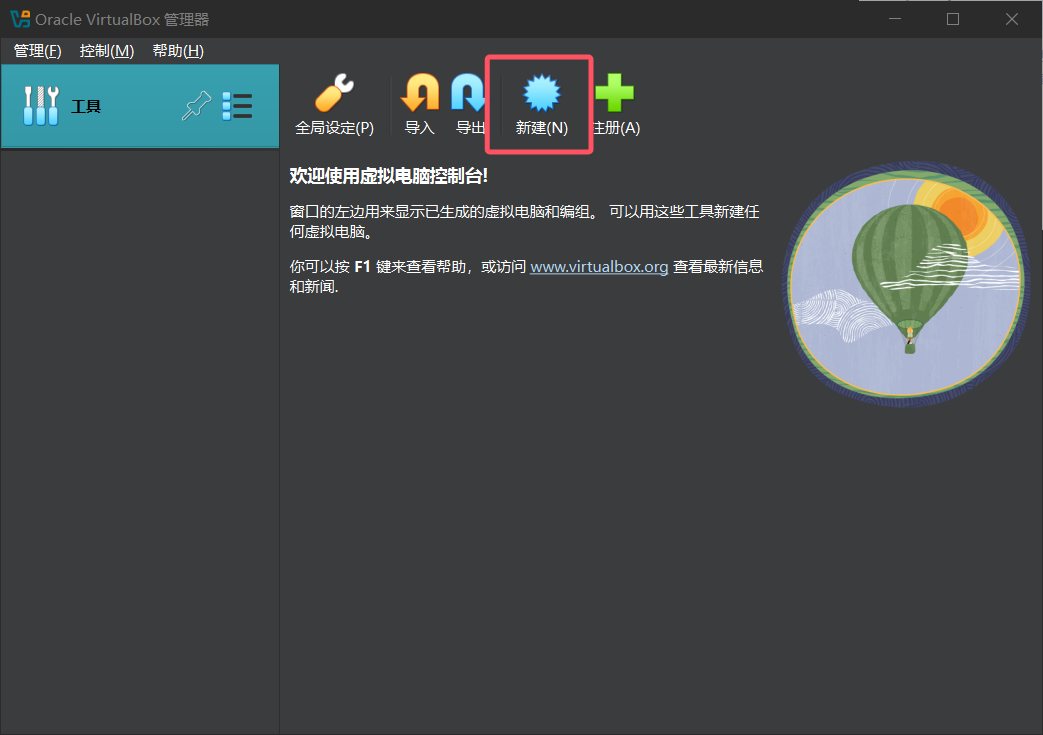 Oracle VirtualBox 管理器
管理(F) 控制(M) 帮助(H)
工具
全局设定(P) 导入 导出 新建(N) 注册(A)
欢迎使用虚拟电脑控制台!
窗口的左边用来显示已生成的虚拟电脑和编组。 可以用这些工具新建任
何虚拟电脑。
你可以按 F1 键来查看帮助，或访问 www.virtualbox.org 查看最新信息
和新闻.